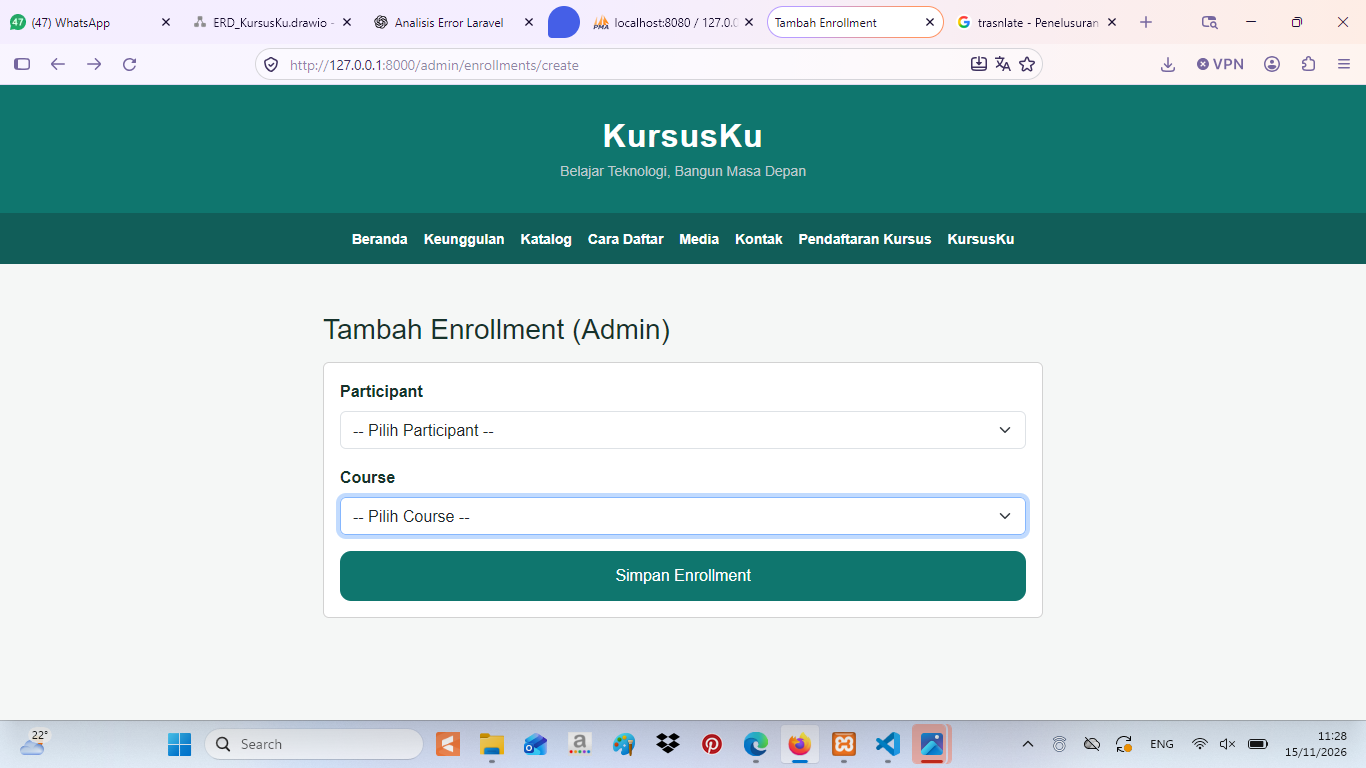 47 (47) WhatsApp
ERD_KursusKu.drawio -
Analisis Error Laravel
PMA localhost:8080 / 127.0.0
Tambah Enrollment
G trasnlate - Penelusuran
http://127.0.0.1:8000/admin/enrollments/create
VPN
KursusKu
Belajar Teknologi, Bangun Masa Depan
Beranda Keunggulan Katalog Cara Daftar Media Kontak Pendaftaran Kursus KursusKu
Tambah Enrollment (Admin)
Participant
-- Pilih Participant --
Course
-- Pilih Course --
Simpan Enrollment
22°
Search
a
ENG
11:28
15/11/2026